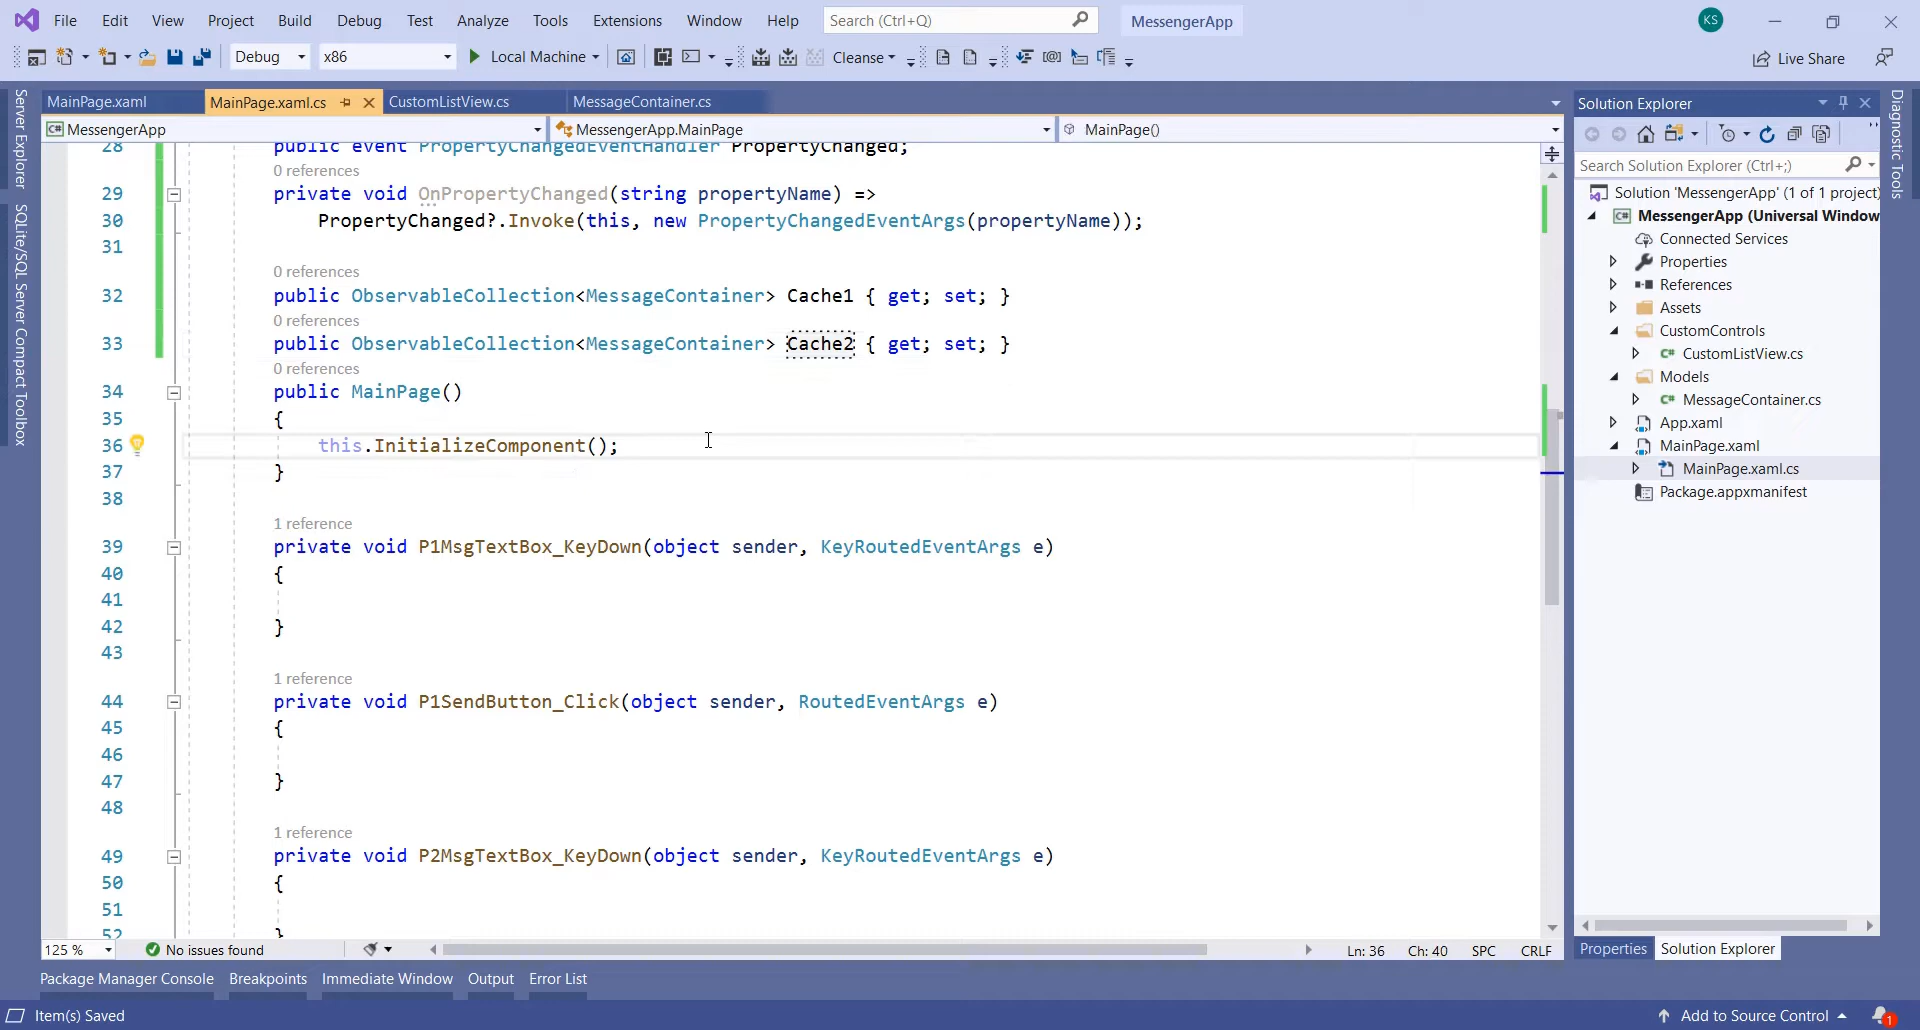 File Edit View Project Build Debug Test Analyze Tools Extensions Window Help Search (Ctrl+Q) MessengerApp KS
Debug x86 Local Machine Cleanse Live Share
MainPage.xaml MainPage.xaml.cs CustomListView.cs MessageContainer.cs
MessengerApp MessengerApp.MainPage MainPage()
28 public event PropertyChangedEventHandler PropertyChanged;
0 references
29 private void OnPropertyChanged(string propertyName) =>
30 PropertyChanged?.Invoke(this, new PropertyChangedEventArgs(propertyName));
31
0 references
32 public ObservableCollection<MessageContainer> Cache1 { get; set; }
0 references
33 public ObservableCollection<MessageContainer> Cache2 { get; set; }
0 references
34 public MainPage()
35 {
36 this.InitializeComponent();
37 }
38
1 reference
39 private void P1MsgTextBox_KeyDown(object sender, KeyRoutedEventArgs e)
40 {
41
42 }
43
1 reference
44 private void P1SendButton_Click(object sender, RoutedEventArgs e)
45 {
46
47 }
48
1 reference
49 private void P2MsgTextBox_KeyDown(object sender, KeyRoutedEventArgs e)
50 {
51
52 }
125 % No issues found Ln: 36 Ch: 40 SPC CRLF
Package Manager Console Breakpoints Immediate Window Output Error List
Item(s) Saved
Add to Source Control 1
Server Explorer
SQLite/SQL Server Compact Toolbox
Solution Explorer
Search Solution Explorer (Ctrl+;)
Solution 'MessengerApp' (1 of 1 project)
C# MessengerApp (Universal Window
Connected Services
Properties
References
Assets
CustomControls
C# CustomListView.cs
Models
C# MessageContainer.cs
App.xaml
MainPage.xaml
MainPage.xaml.cs
Package.appxmanifest
Properties Solution Explorer
Diagnostic Tools